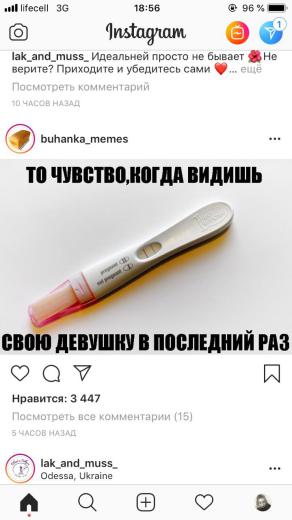 lifecell 3G 18:56 96 %
Instagram 1
lak_and_muss_ Идеальней просто не бывает 🌺Не
верите? Приходите и убедитесь сами ❤️... ещё
Посмотреть комментарий
10 ЧАСОВ НАЗАД
buhanka_memes
ТО ЧУВСТВО,КОГДА ВИДИШЬ
pregnant
not pregnant
СВОЮ ДЕВУШКУ В ПОСЛЕДНИЙ РАЗ
Нравится: 3 447
Посмотреть все комментарии (15)
5 ЧАСОВ НАЗАД
lak_and_muss_
Odessa, Ukraine